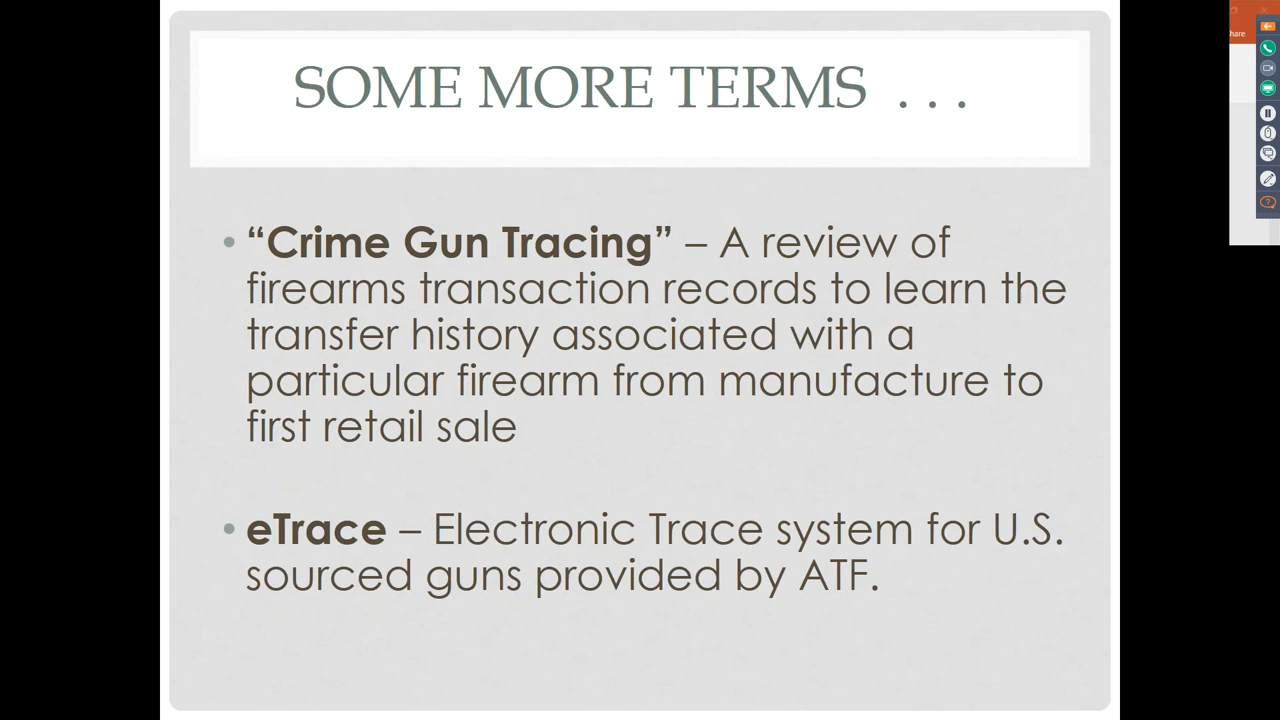 SOME MORE TERMS . . .
hare
• “Crime Gun Tracing” – A review of
firearms transaction records to learn the
transfer history associated with a
particular firearm from manufacture to
first retail sale
• eTrace – Electronic Trace system for U.S.
sourced guns provided by ATF.